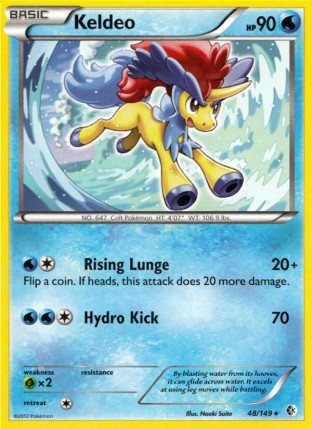 BASIC
Keldeo
HP 90
NO. 647 Colt Pokémon. HT. 4'07" WT. 106.9 lbs.
Rising Lunge 20+
Flip a coin. If heads, this attack does 20 more damage.
Hydro Kick 70
weakness resistance
×2
By blasting water from its hooves,
it can glide across water. It excels
at using leg moves while battling.
retreat
©2012 Pokémon Illus. Naoki Saito 48/149 ★